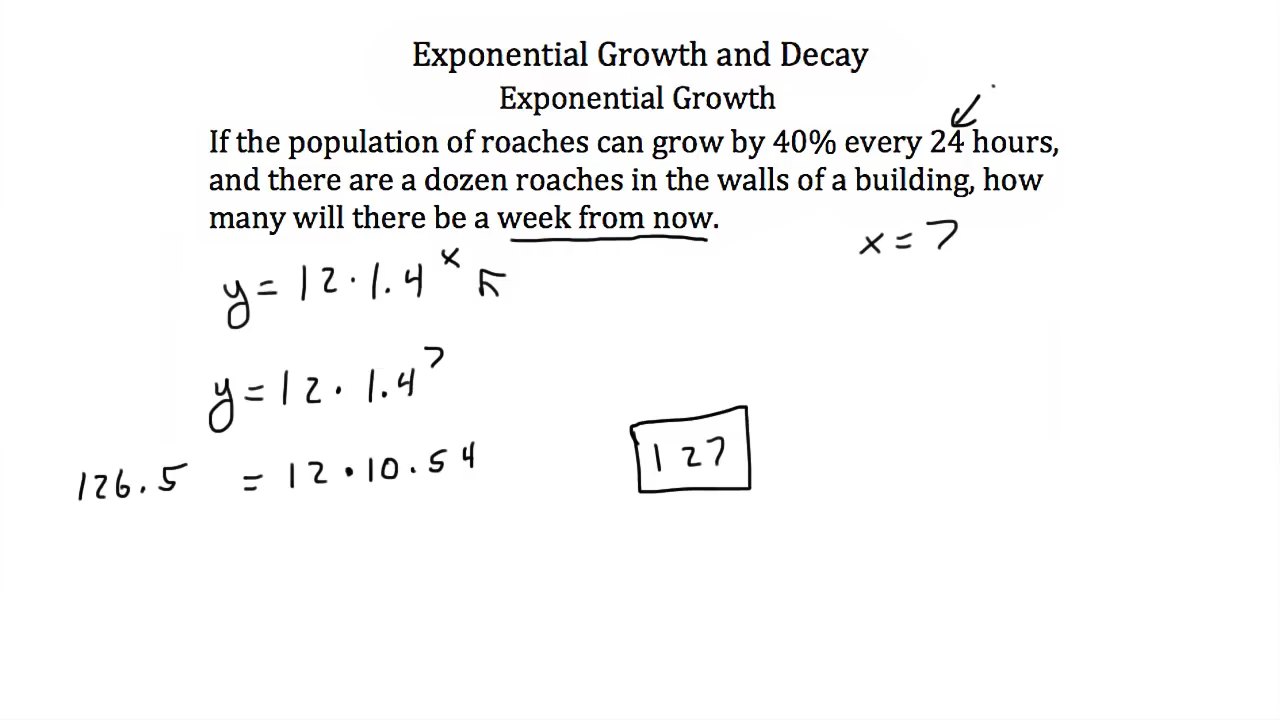 Exponential Growth and Decay
Exponential Growth
If the population of roaches can grow by 40% every 24 hours,
and there are a dozen roaches in the walls of a building, how
many will there be a week from now.
x = 7
y = 12 · 1.4^x
y = 12 · 1.4^7
126.5 = 12 · 10.54
127